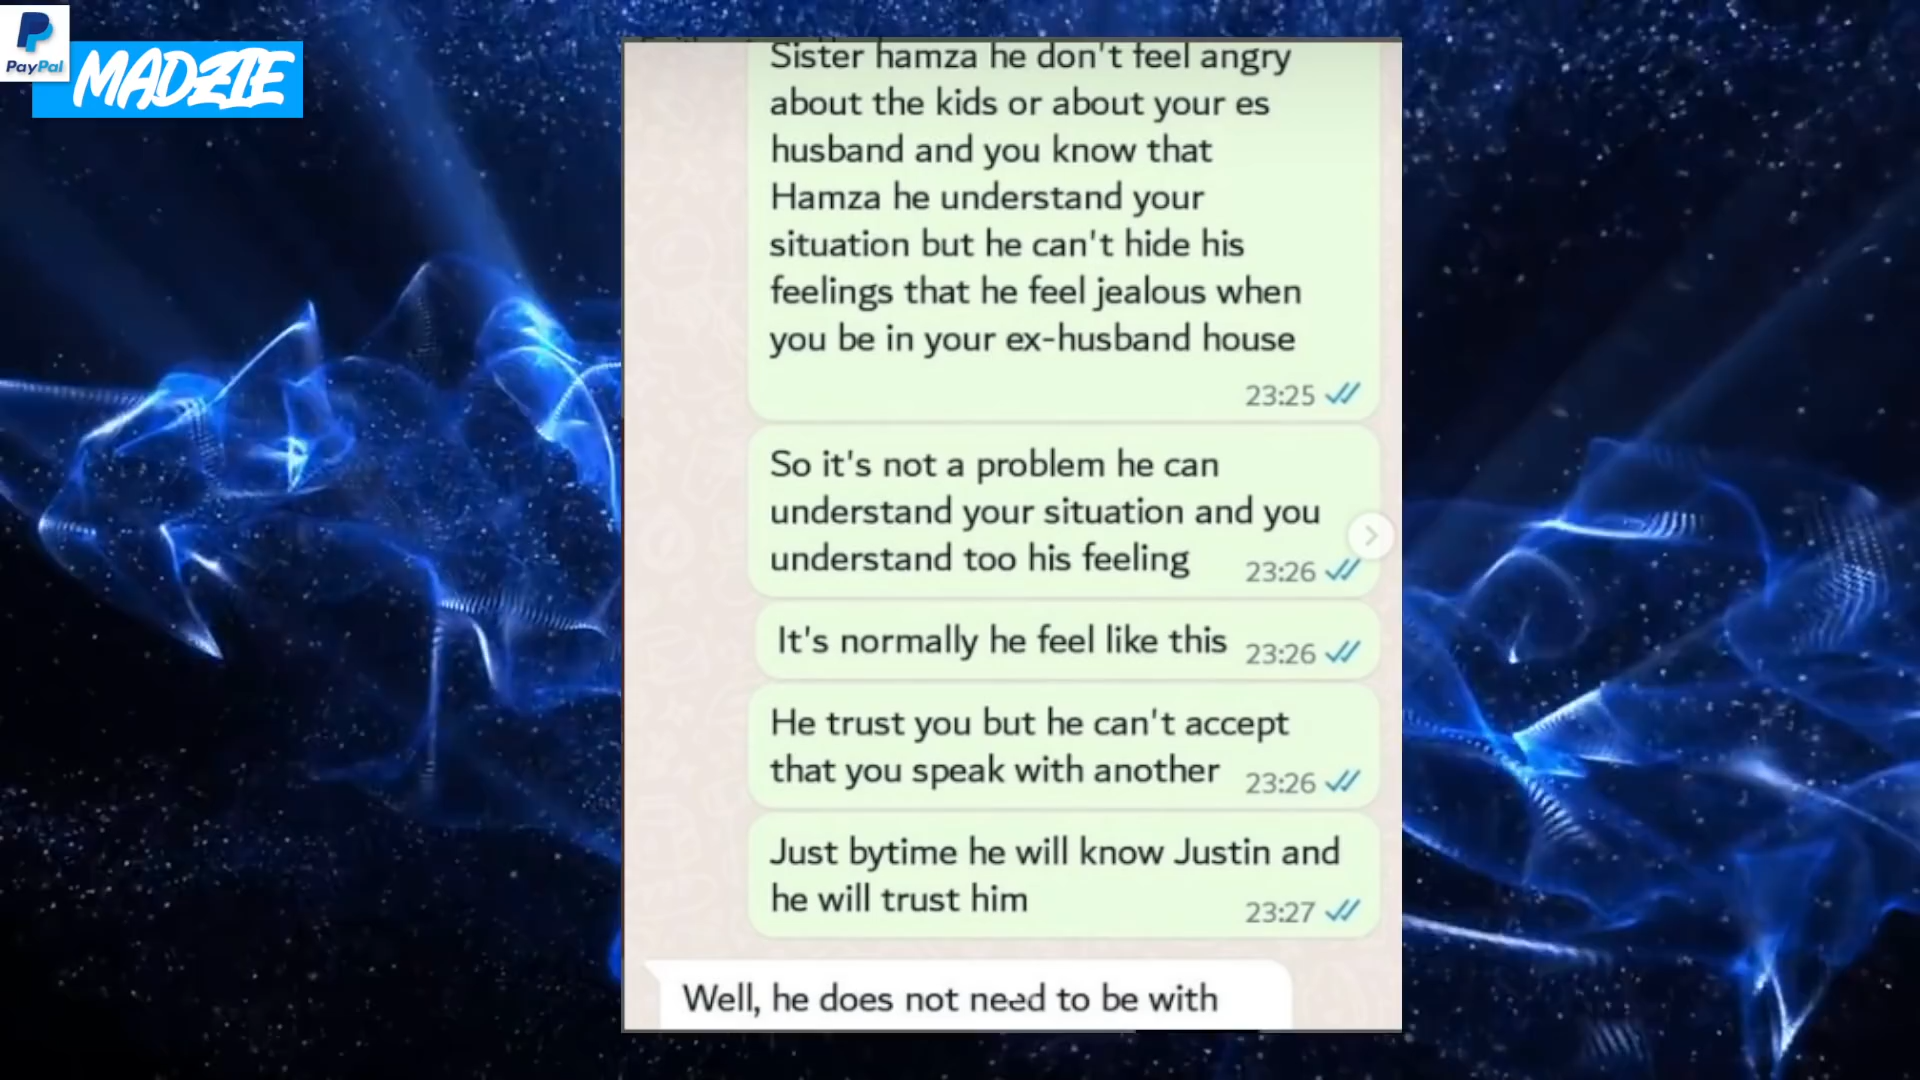 PayPal
MADZIE
Sister hamza he don't feel angry
about the kids or about your es
husband and you know that
Hamza he understand your
situation but he can't hide his
feelings that he feel jealous when
you be in your ex-husband house
23:25
So it's not a problem he can
understand your situation and you
understand too his feeling
23:26
It's normally he feel like this
23:26
He trust you but he can't accept
that you speak with another
23:26
Just bytime he will know Justin and
he will trust him
23:27
Well, he does not need to be with